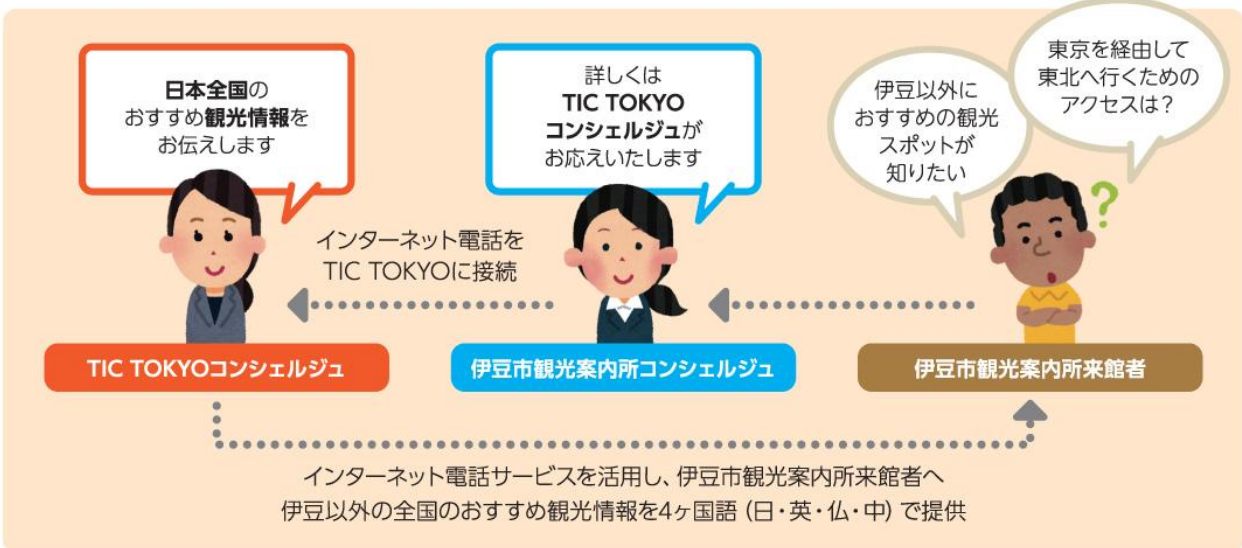 日本全国の
おすすめ観光情報を
お伝えします
詳しくは
TIC TOKYO
コンシェルジュが
お応えいたします
伊豆以外に
おすすめの観光
スポットが
知りたい
東京を経由して
東北へ行くための
アクセスは?
インターネット電話を
TIC TOKYOに接続
?
TIC TOKYOコンシェルジュ
伊豆市観光案内所コンシェルジュ
伊豆市観光案内所来館者
インターネット電話サービスを活用し、伊豆市観光案内所来館者へ
伊豆以外の全国のおすすめ観光情報を4ヶ国語(日・英・仏・中)で提供